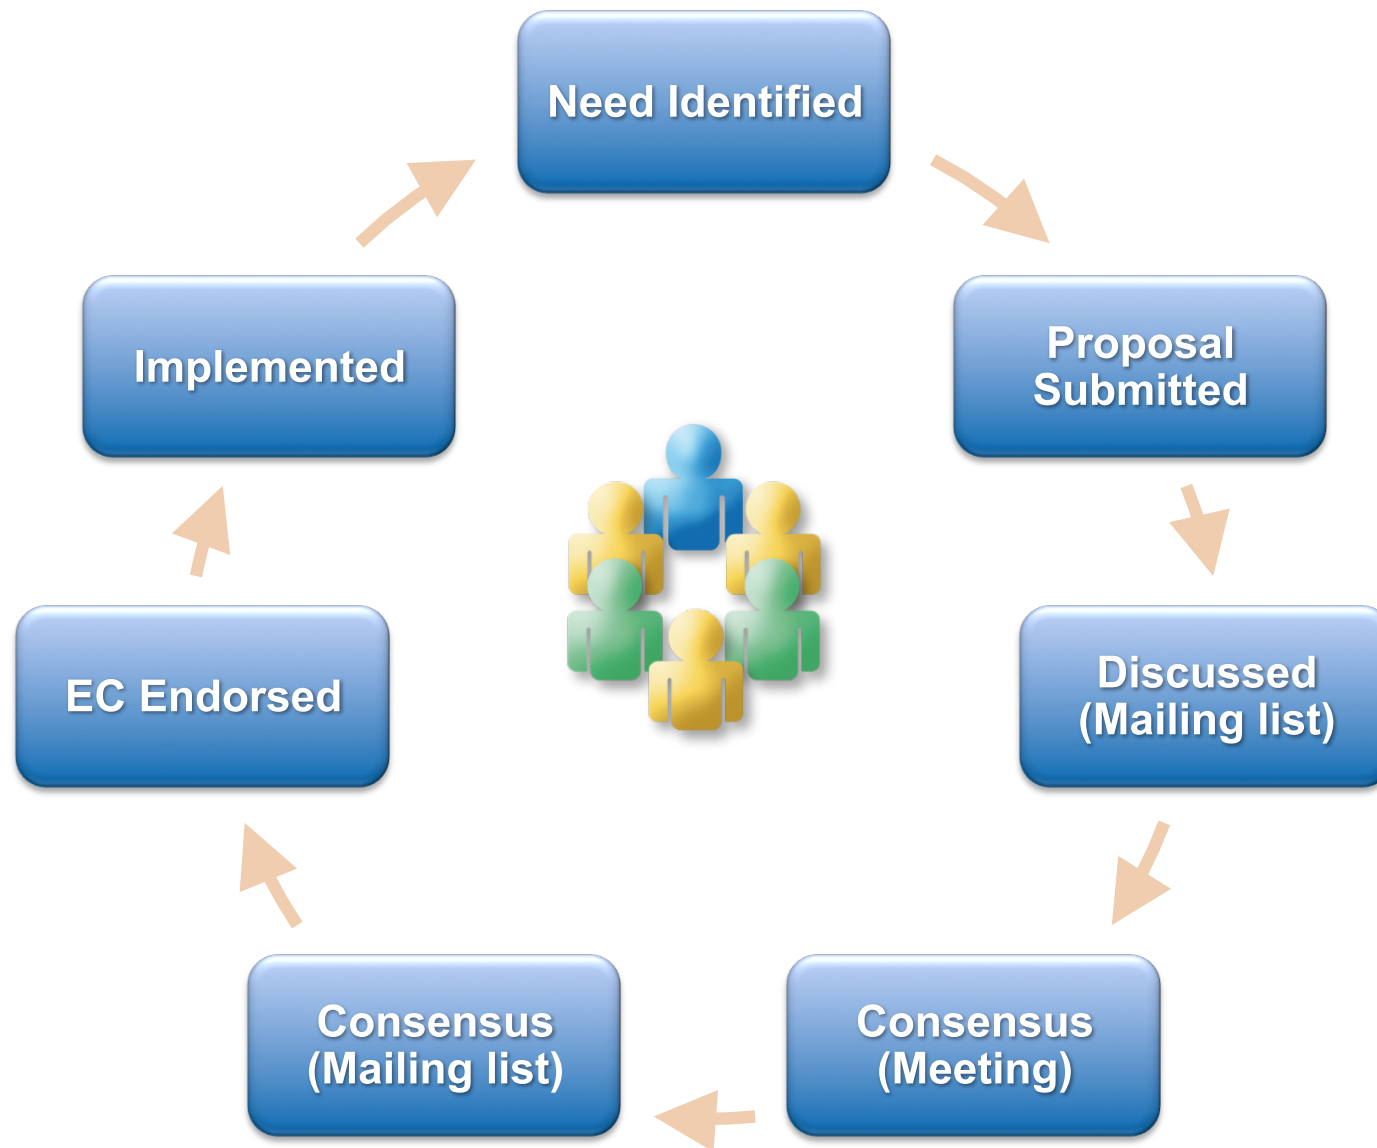 Need Identified
Proposal
Submitted
Discussed
(Mailing list)
Consensus
(Meeting)
Consensus
(Mailing list)
EC Endorsed
Implemented